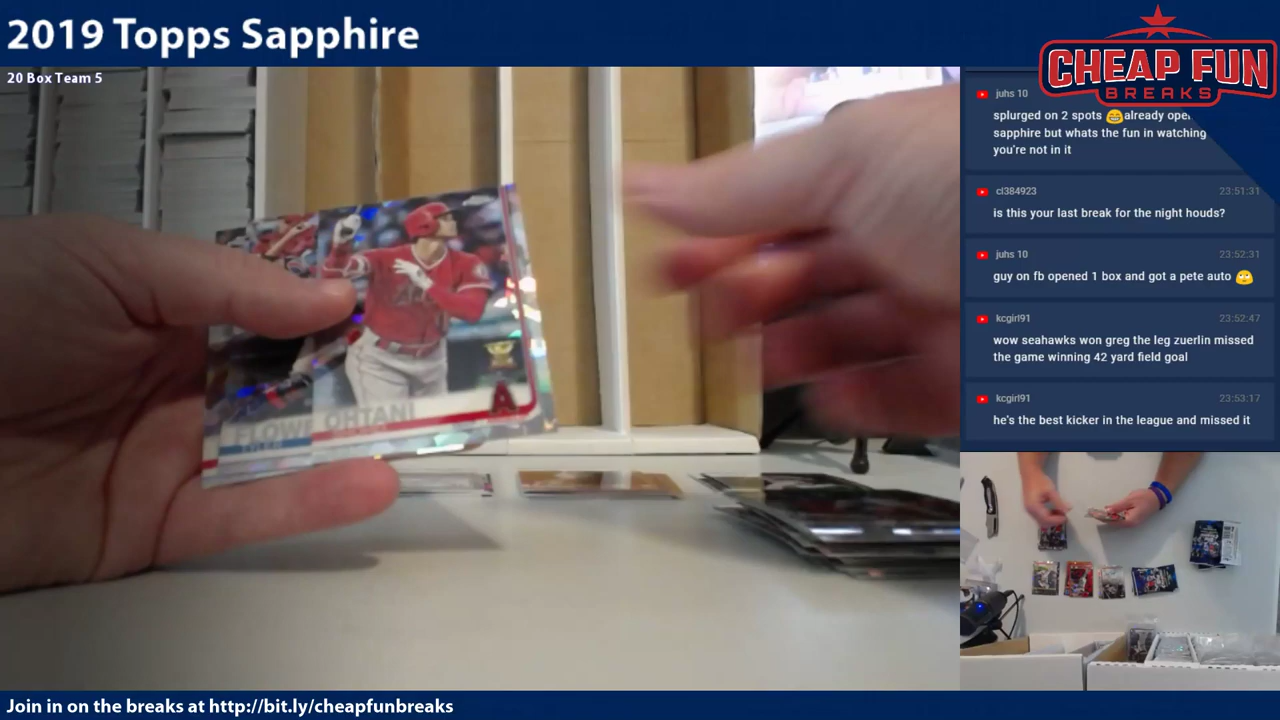 2019 Topps Sapphire
20 Box Team 5
CHEAP FUN
BREAKS
juhs 10
splurged on 2 spots 😁already
sapphire but whats the fun in watching
you're not in it
cl384923
23:51:31
is this your last break for the night houds?
juhs 10
23:52:31
guy on fb opened 1 box and got a pete auto 🙄
kcgirl91
23:52:47
wow seahawks won greg the leg zuerlin missed
the game winning 42 yard field goal
kcgirl91
23:53:17
he's the best kicker in the league and missed it
OHTANI
A
Join in on the breaks at http://bit.ly/cheapfunbreaks